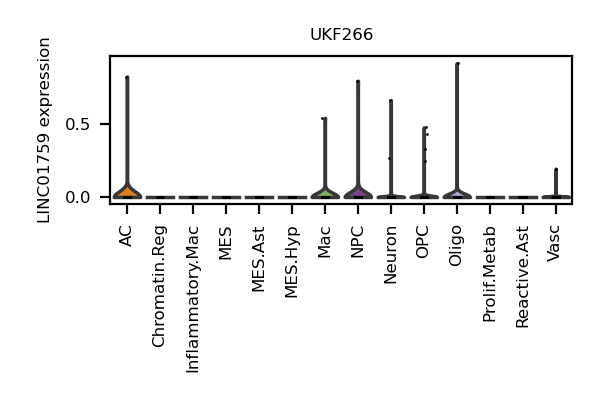 UKF266
LINC01759 expression
0.5
0.0
AC
Chromatin.Reg
Inflammatory.Mac
MES
MES.Ast
MES.Hyp
Mac
NPC
Neuron
OPC
Oligo
Prolif.Metab
Reactive.Ast
Vasc